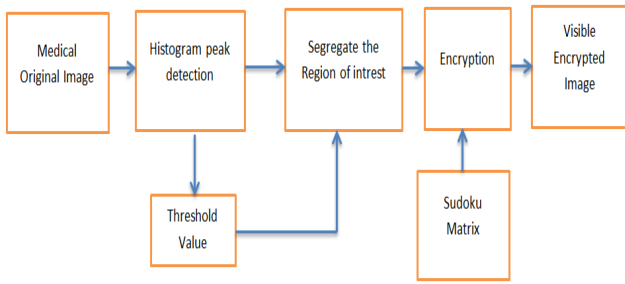 Medical
Original Image
Histogram peak
detection
Segregate the
Region of intrest
Encryption
Visible
Encrypted
Image
Threshold
Value
Sudoku
Matrix